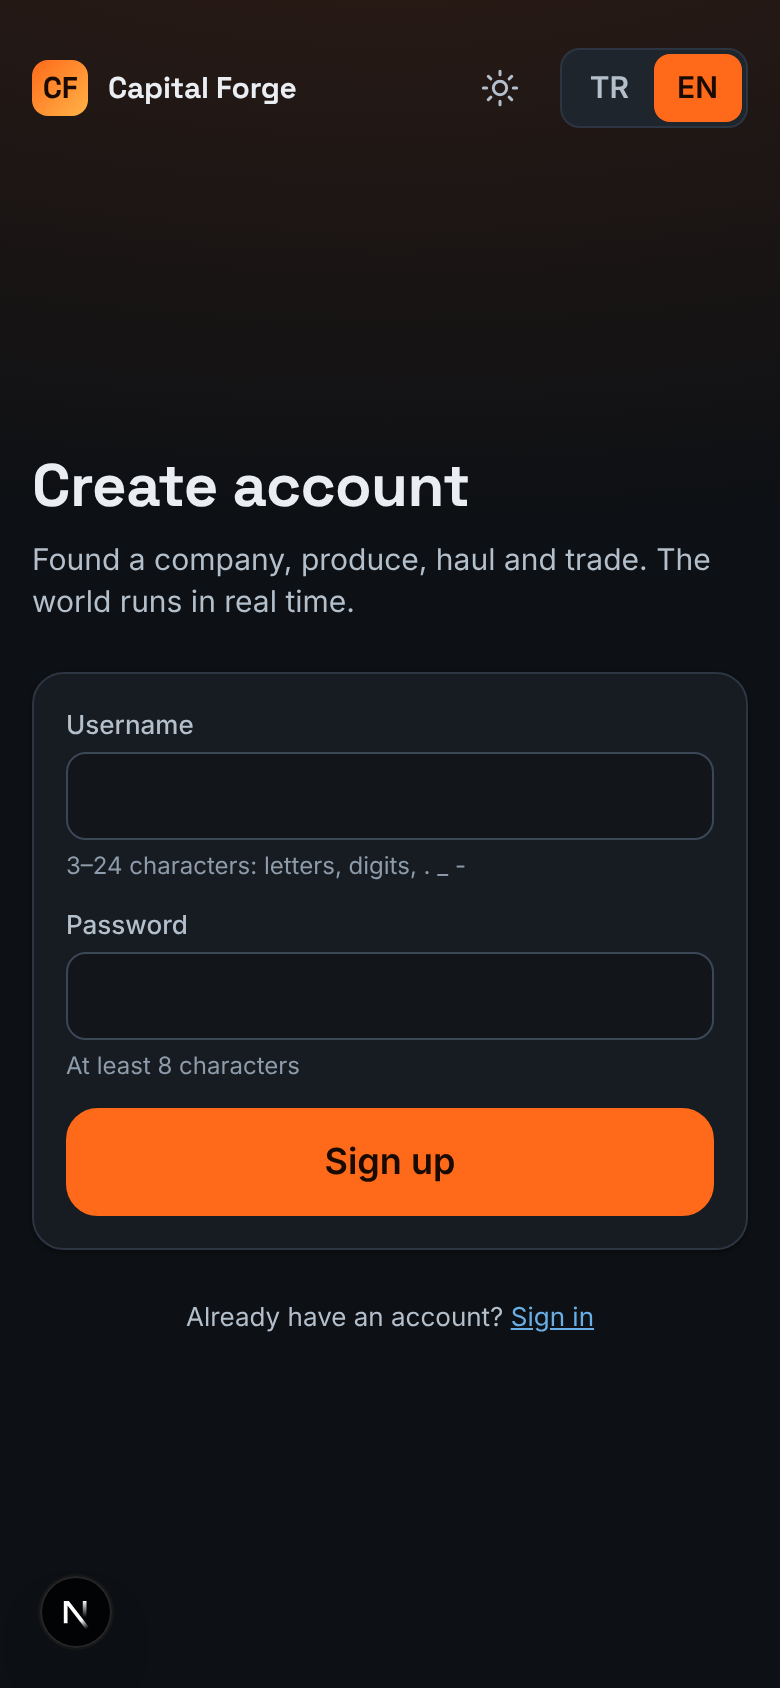 CF Capital Forge TR EN
Create account
Found a company, produce, haul and trade. The
world runs in real time.
Username
3–24 characters: letters, digits, . _ -
Password
At least 8 characters
Sign up
Already have an account? Sign in
N